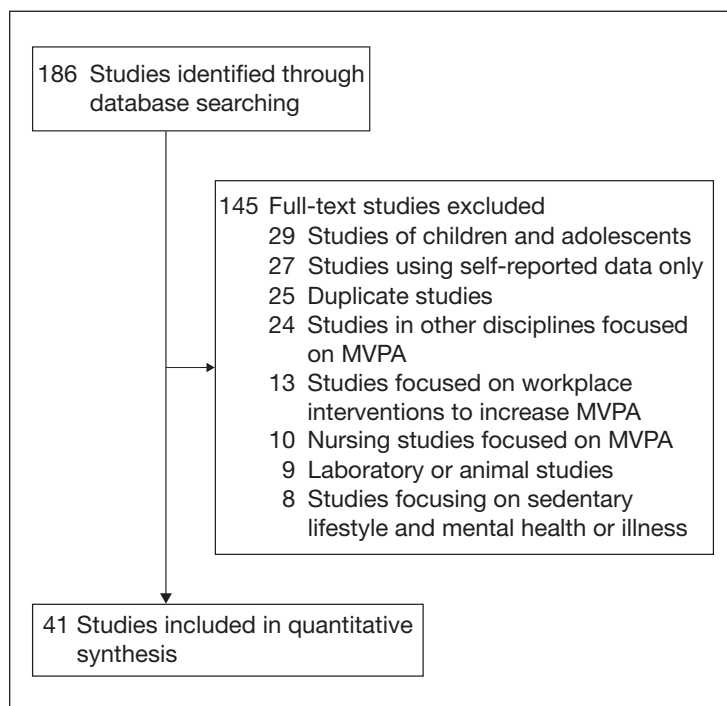 186 Studies identified through
database searching
145 Full-text studies excluded
29 Studies of children and adolescents
27 Studies using self-reported data only
25 Duplicate studies
24 Studies in other disciplines focused
on MVPA
13 Studies focused on workplace
interventions to increase MVPA
10 Nursing studies focused on MVPA
9 Laboratory or animal studies
8 Studies focusing on sedentary
lifestyle and mental health or illness
41 Studies included in quantitative
synthesis